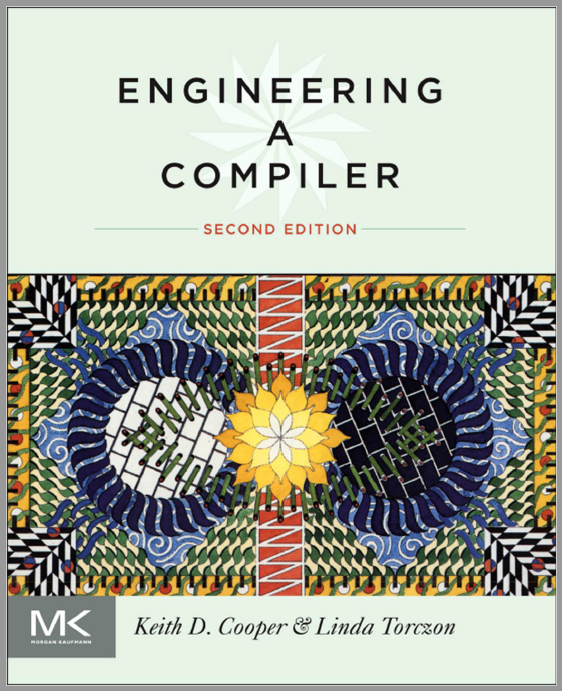 ENGINEERING
A
COMPILER
SECOND EDITION
MK
MORGAN KAUFMANN
Keith D. Cooper & Linda Torczon